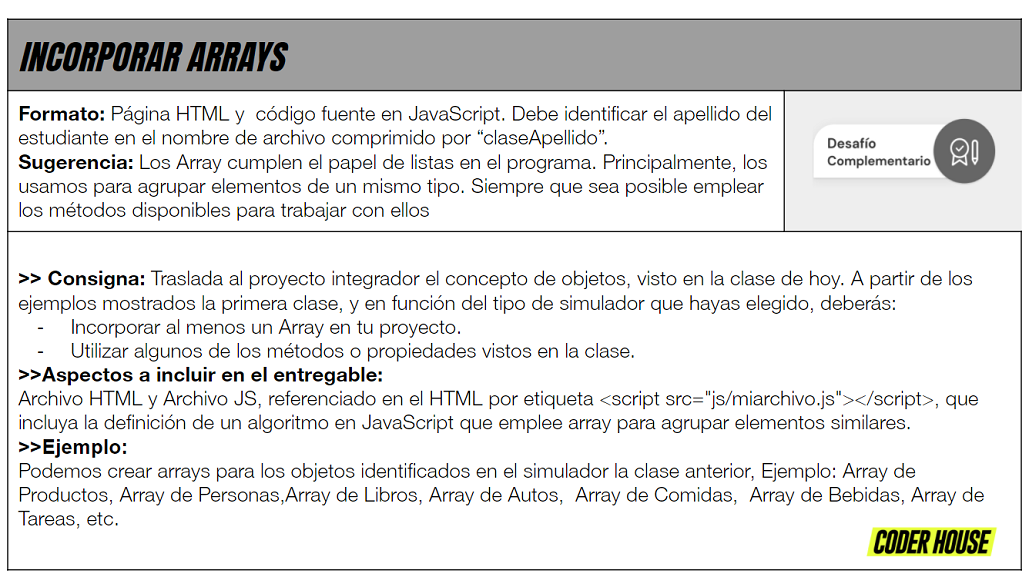 INCORPORAR ARRAYS
Formato: Página HTML y código fuente en JavaScript. Debe identificar el apellido del
estudiante en el nombre de archivo comprimido por “claseApellido”.
Sugerencia: Los Array cumplen el papel de listas en el programa. Principalmente, los
usamos para agrupar elementos de un mismo tipo. Siempre que sea posible emplear
los métodos disponibles para trabajar con ellos
Desafío
Complementario
>> Consigna: Traslada al proyecto integrador el concepto de objetos, visto en la clase de hoy. A partir de los
ejemplos mostrados la primera clase, y en función del tipo de simulador que hayas elegido, deberás:
- Incorporar al menos un Array en tu proyecto.
- Utilizar algunos de los métodos o propiedades vistos en la clase.
>>Aspectos a incluir en el entregable:
Archivo HTML y Archivo JS, referenciado en el HTML por etiqueta <script src="js/miarchivo.js"></script>, que
incluya la definición de un algoritmo en JavaScript que emplee array para agrupar elementos similares.
>>Ejemplo:
Podemos crear arrays para los objetos identificados en el simulador la clase anterior, Ejemplo: Array de
Productos, Array de Personas,Array de Libros, Array de Autos, Array de Comidas, Array de Bebidas, Array de
Tareas, etc.
CODER HOUSE